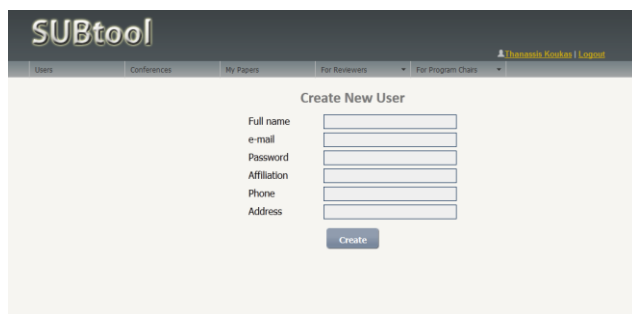 SUBtool
Thanassis Koukas | Logout
Users Conferences My Papers For Reviewers For Program Chairs
Create New User
Full name
e-mail
Password
Affiliation
Phone
Address
Create